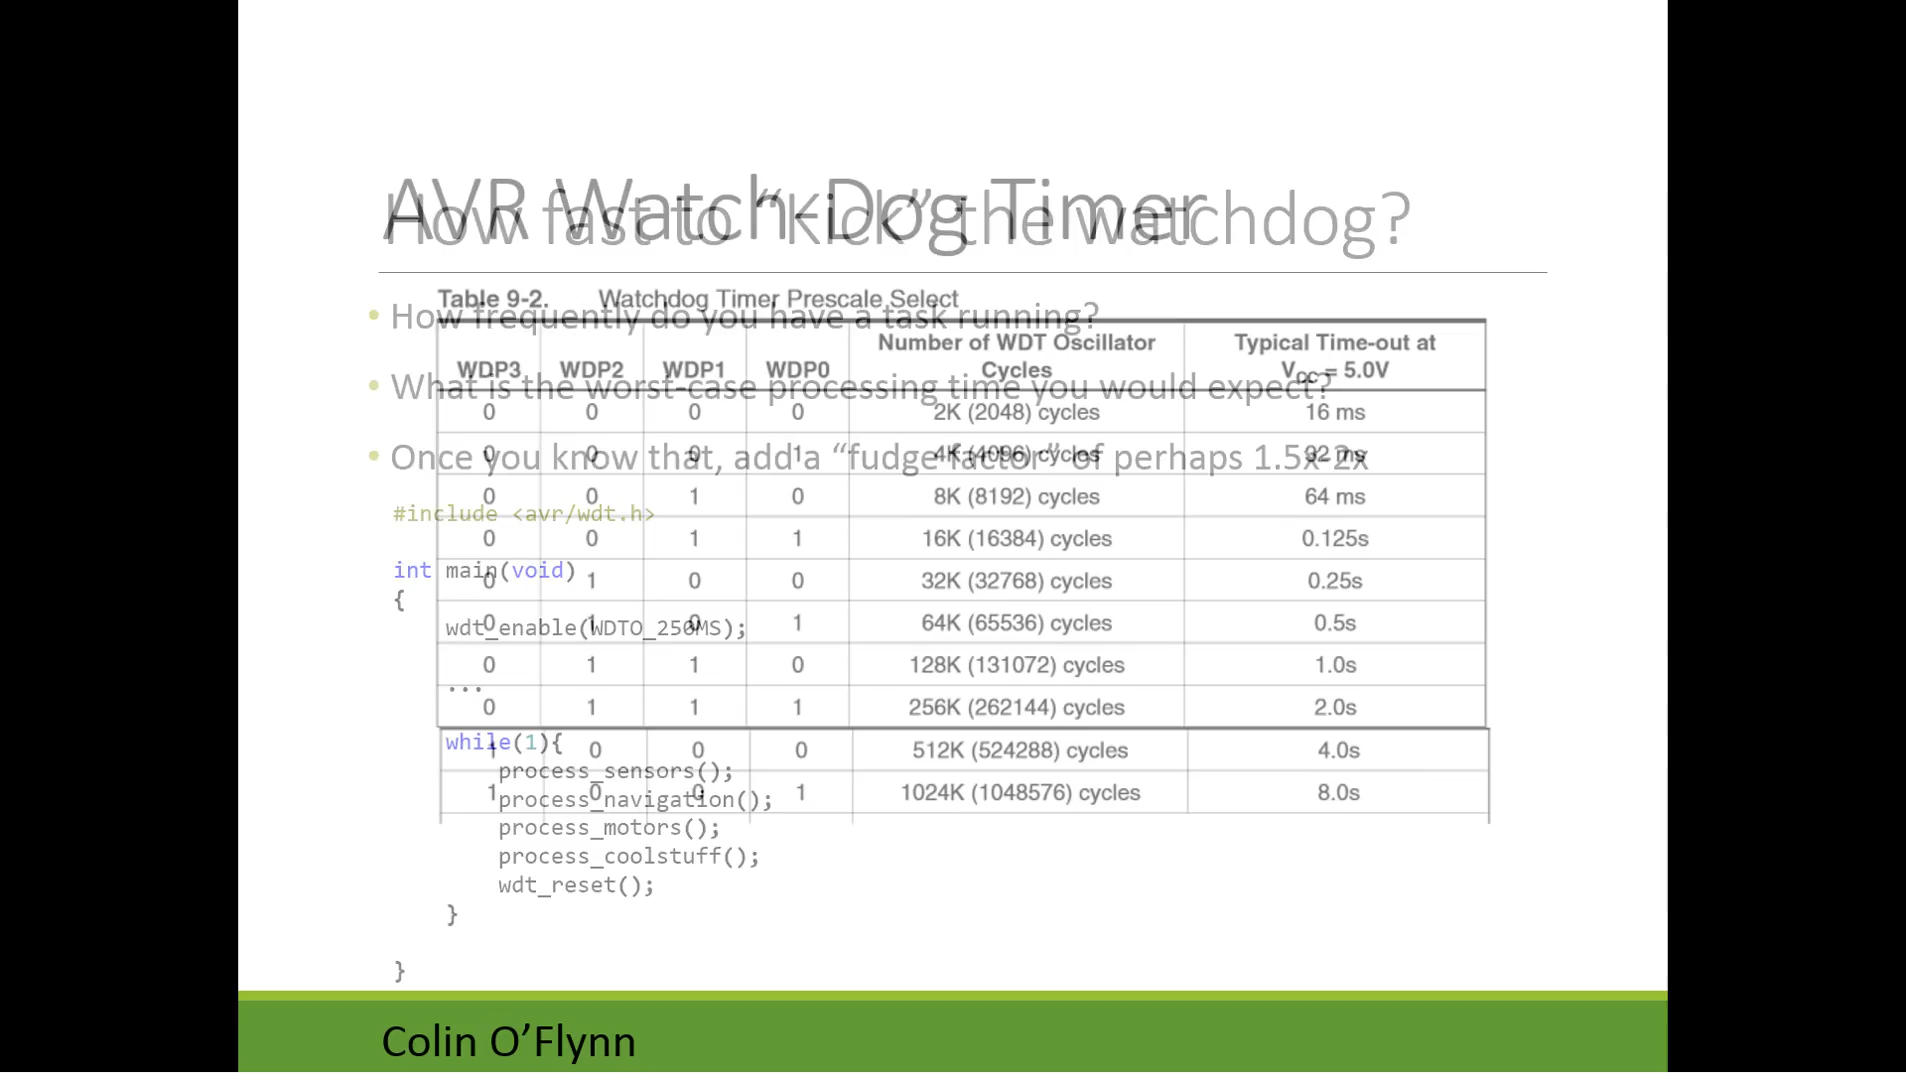 AVR Watch-Dog Timer
How fast to “Kick” the watchdog?
Table 9-2. Watchdog Timer Prescale Select
• How frequently do you have a task running?
WDP3 WDP2 WDP1 WDP0 Number of WDT Oscillator Cycles Typical Time-out at VCC = 5.0V
• What is the worst-case processing time you would expect?
0 0 0 0 2K (2048) cycles 16 ms
0 0 0 1 4K (4096) cycles 32 ms
• Once you know that, add a “fudge factor” of perhaps 1.5x-2x
0 0 1 0 8K (8192) cycles 64 ms
#include <avr/wdt.h>
0 0 1 1 16K (16384) cycles 0.125s
int main(void)
0 1 0 0 32K (32768) cycles 0.25s
{
0 1 0 1 64K (65536) cycles 0.5s
wdt_enable(WDTO_250MS);
0 1 1 0 128K (131072) cycles 1.0s
...
0 1 1 1 256K (262144) cycles 2.0s
while(1){
1 0 0 0 512K (524288) cycles 4.0s
process_sensors();
1 0 0 1 1024K (1048576) cycles 8.0s
process_navigation();
process_motors();
process_coolstuff();
wdt_reset();
}
}
Colin O’Flynn